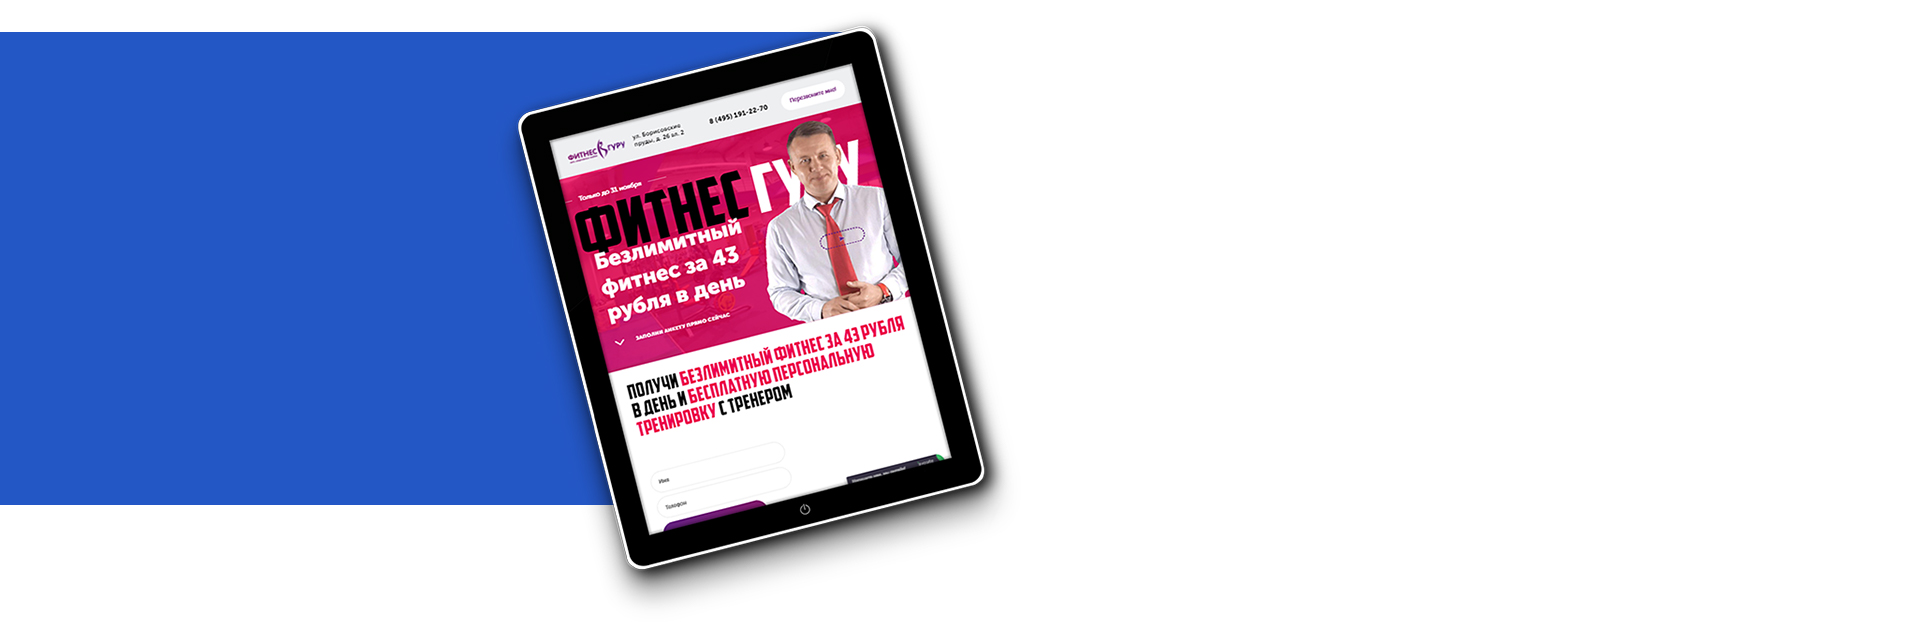 ФИТНЕС ГУРУ
ул. Борисовские
пруды, д. 26 эт. 2
8 (495) 191-22-70
Перезвоните мне!
Только до 31 ноября
ФИТНЕС ГУРУ
Безлимитный
фитнес за 43
рубля в день
ЗАПОЛНИ АНКЕТУ ПРЯМО СЕЙЧАС
ПОЛУЧИ БЕЗЛИМИТНЫЙ ФИТНЕС ЗА 43 РУБЛЯ
В ДЕНЬ И БЕСПЛАТНУЮ ПЕРСОНАЛЬНУЮ
ТРЕНИРОВКУ С ТРЕНЕРОМ
Имя
Телефон